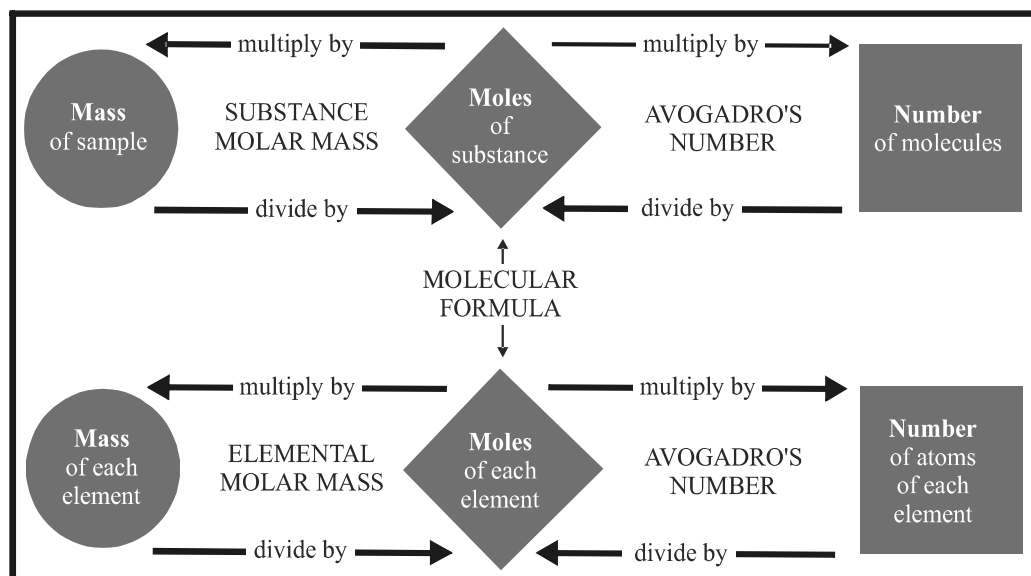 multiply by
multiply by
Mass
of sample
SUBSTANCE
MOLAR MASS
Moles
of
substance
AVOGADRO'S
NUMBER
Number
of molecules
divide by
divide by
MOLECULAR
FORMULA
multiply by
multiply by
Mass
of each
element
ELEMENTAL
MOLAR MASS
Moles
of each
element
AVOGADRO'S
NUMBER
Number
of atoms
of each
element
divide by
divide by